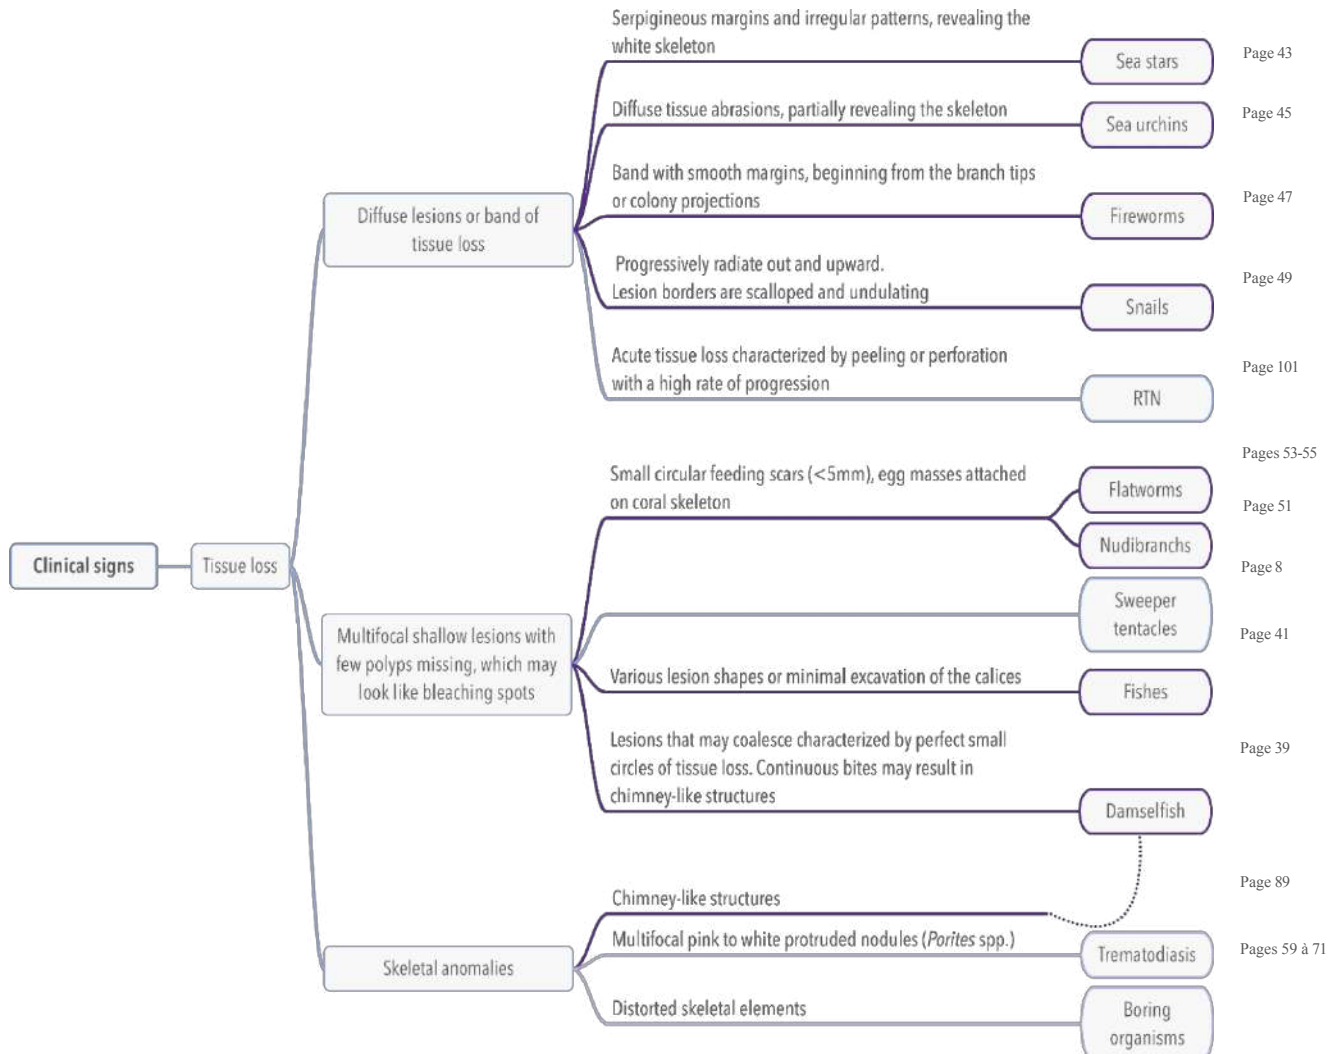 Serpigineous margins and irregular patterns, revealing the
white skeleton
Sea stars
Page 43
Diffuse tissue abrasions, partially revealing the skeleton
Sea urchins
Page 45
Band with smooth margins, beginning from the branch tips
or colony projections
Fireworms
Page 47
Diffuse lesions or band of
tissue loss
Progressively radiate out and upward.
Lesion borders are scalloped and undulating
Snails
Page 49
Acute tissue loss characterized by peeling or perforation
with a high rate of progression
RTN
Page 101
Small circular feeding scars (<5mm), egg masses attached
on coral skeleton
Flatworms
Pages 53-55
Nudibranchs
Page 51
Clinical signs
Tissue loss
Sweeper
tentacles
Page 8
Multifocal shallow lesions with
few polyps missing, which may
look like bleaching spots
Various lesion shapes or minimal excavation of the calices
Fishes
Page 41
Lesions that may coalesce characterized by perfect small
circles of tissue loss. Continuous bites may result in
chimney-like structures
Damselfish
Page 39
Skeletal anomalies
Chimney-like structures
Multifocal pink to white protruded nodules (Porites spp.)
Trematodiasis
Page 89
Distorted skeletal elements
Boring
organisms
Pages 59 à 71